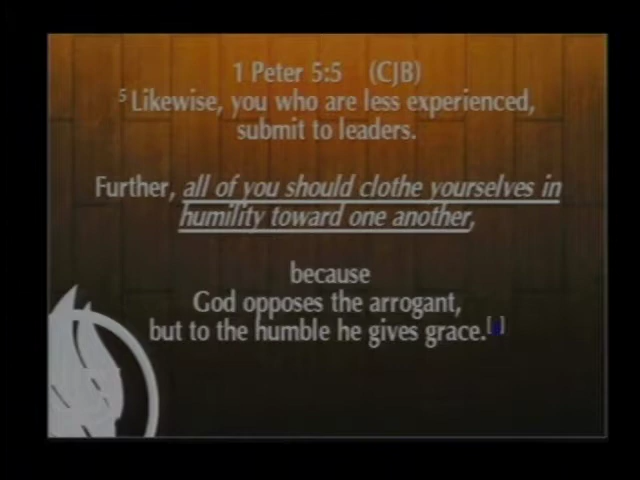 1 Peter 5:5 (CJB)
5 Likewise, you who are less experienced,
submit to leaders.
Further, all of you should clothe yourselves in
humility toward one another,
because
God opposes the arrogant,
but to the humble he gives grace.[ ]